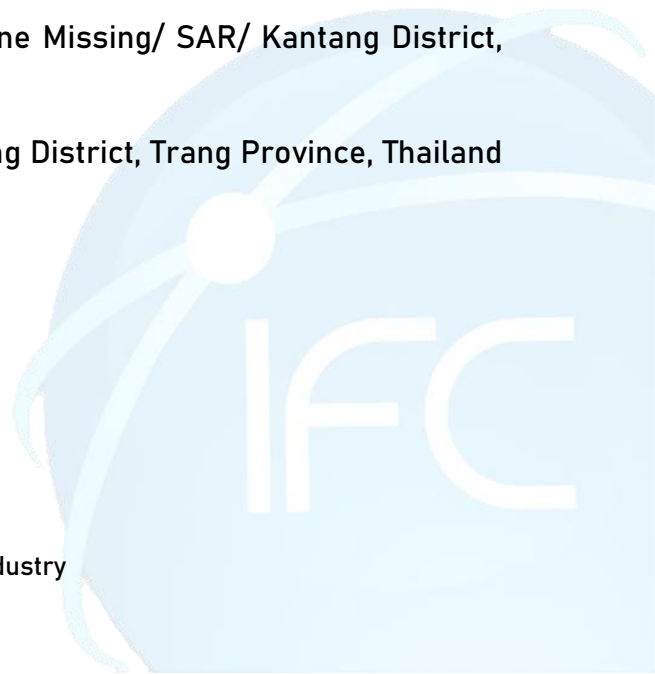 ne Missing/ SAR/ Kantang District,
ng District, Trang Province, Thailand
IFC
dustry